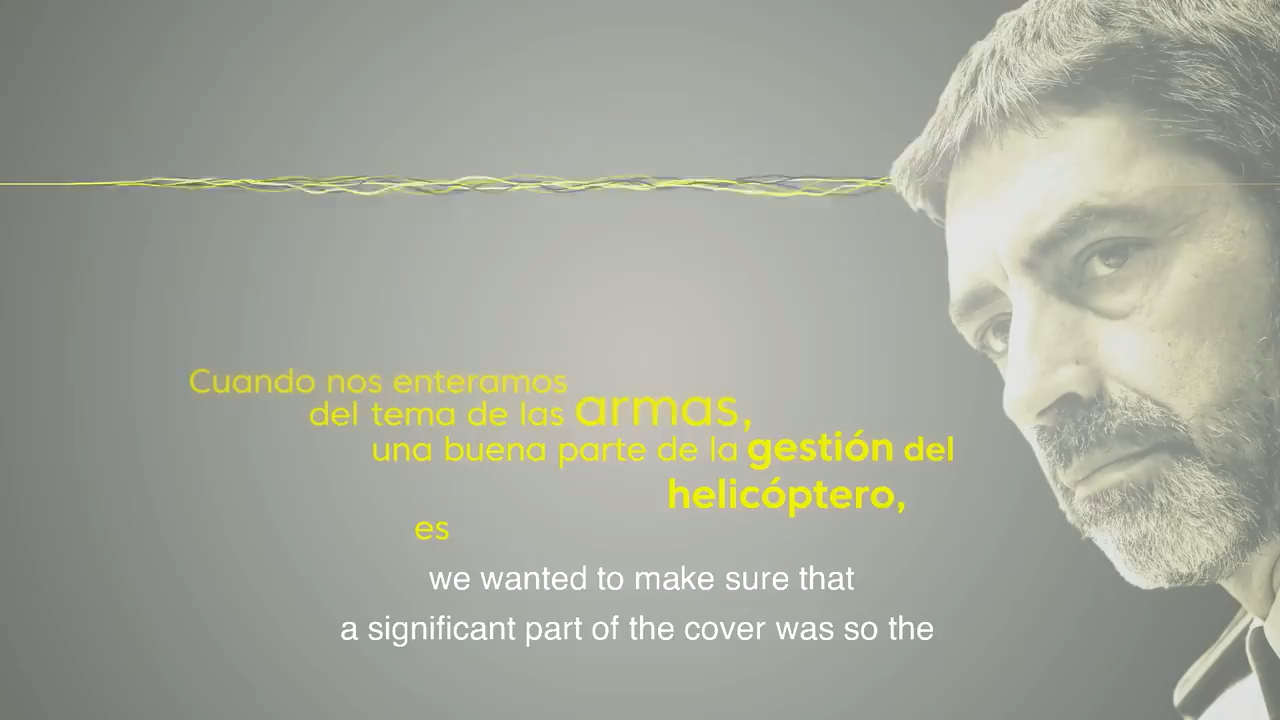 Cuando nos enteramos
del tema de las armas,
una buena parte de la gestión del
helicóptero,
es
we wanted to make sure that
a significant part of the cover was so the